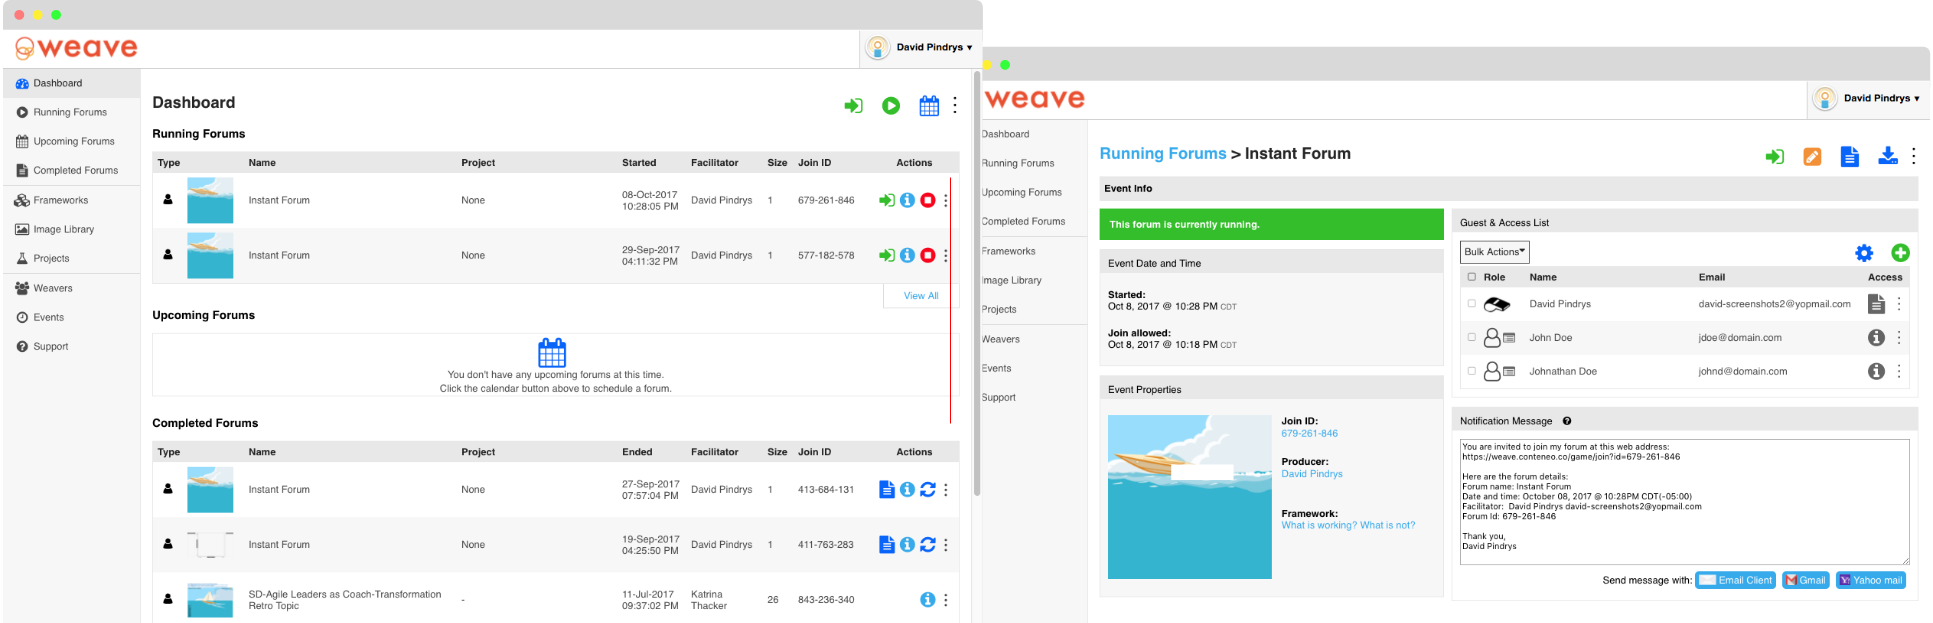 weave
David Pindrys ▾
Dashboard
Running Forums
Upcoming Forums
Completed Forums
Frameworks
Image Library
Projects
Weavers
Events
Support
Dashboard
Running Forums
Type Name Project Started Facilitator Size Join ID Actions
Instant Forum None 08-Oct-2017 10:28:05 PM David Pindrys 1 679-261-846
Instant Forum None 29-Sep-2017 04:11:32 PM David Pindrys 1 577-182-578
View All
Upcoming Forums
You don't have any upcoming forums at this time.
Click the calendar button above to schedule a forum.
Completed Forums
Type Name Project Ended Facilitator Size Join ID Actions
Instant Forum None 27-Sep-2017 07:57:04 PM David Pindrys 1 413-684-131
Instant Forum None 19-Sep-2017 04:25:50 PM David Pindrys 1 411-763-283
SD-Agile Leaders as Coach-Transformation Retro Topic - 11-Jul-2017 09:37:02 PM Katrina Thacker 26 843-236-340
weave
David Pindrys ▾
Dashboard
Running Forums
Upcoming Forums
Completed Forums
Frameworks
Image Library
Projects
Weavers
Events
Support
Running Forums > Instant Forum
Event Info
This forum is currently running.
Event Date and Time
Started:
Oct 8, 2017 @ 10:28 PM CDT
Join allowed:
Oct 8, 2017 @ 10:18 PM CDT
Event Properties
Join ID:
679-261-846
Producer:
David Pindrys
Framework:
What is working? What is not?
Guest & Access List
Bulk Actions▾
Role Name Email Access
David Pindrys david-screenshots2@yopmail.com
John Doe jdoe@domain.com
Johnathan Doe johnd@domain.com
Notification Message
You are invited to join my forum at this web address:
https://weave.conteneo.co/game/join?id=679-261-846
Here are the forum details:
Forum name: Instant Forum
Date and time: October 08, 2017 @ 10:28PM CDT(-05:00)
Facilitator:  David Pindrys david-screenshots2@yopmail.com
Forum Id: 679-261-846
Thank you,
David Pindrys
Send message with: Email Client Gmail Yahoo mail